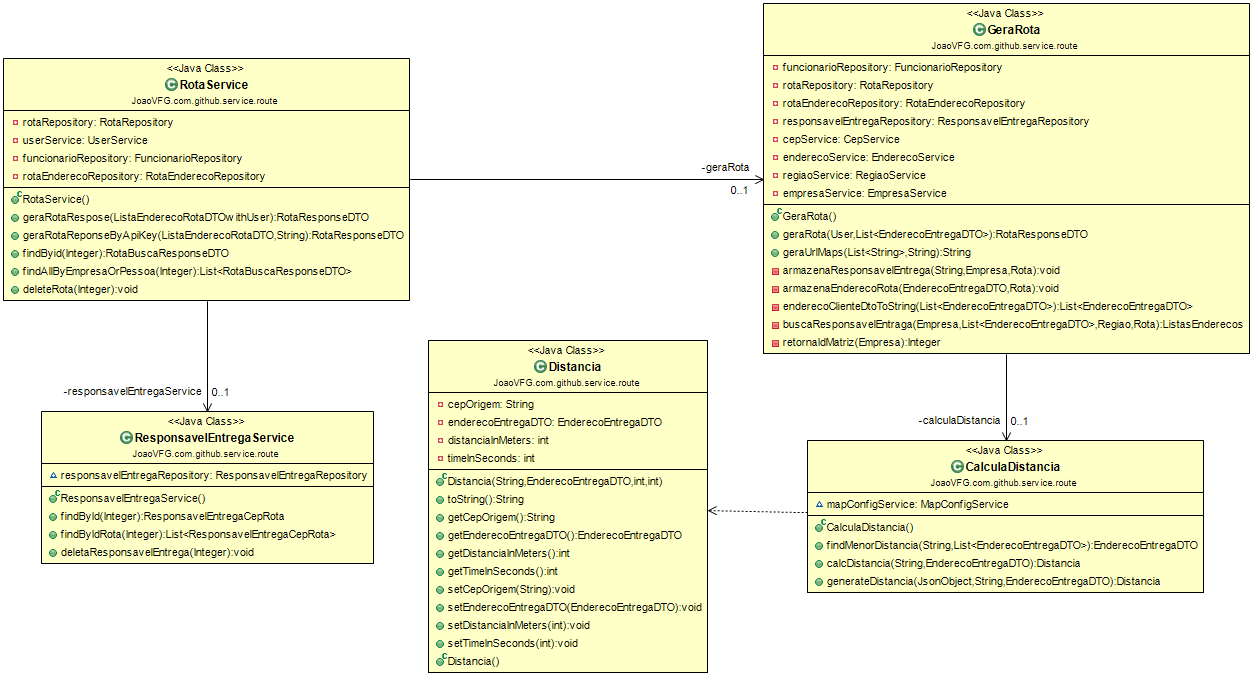 <<Java Class>>
RotaService
JoaoVFG.com.github.service.route
rotaRepository: RotaRepository
userService: UserService
funcionarioRepository: FuncionarioRepository
rotaEnderecoRepository: RotaEnderecoRepository
RotaService()
geraRotaRespose(ListaEnderecoRotaDTOwithUser):RotaResponseDTO
geraRotaReponseByApiKey(ListaEnderecoRotaDTO,String):RotaResponseDTO
findByid(Integer):RotaBuscaResponseDTO
findAllByEmpresaOrPessoa(Integer):List<RotaBuscaResponseDTO>
deleteRota(Integer):void
-geraRota
0..1
<<Java Class>>
GeraRota
JoaoVFG.com.github.service.route
funcionarioRepository: FuncionarioRepository
rotaRepository: RotaRepository
rotaEnderecoRepository: RotaEnderecoRepository
responsavelEntregaRepository: ResponsavelEntregaRepository
cepService: CepService
enderecoService: EnderecoService
regiaoService: RegiaoService
empresaService: EmpresaService
GeraRota()
geraRota(User,List<EnderecoEntregaDTO>):RotaResponseDTO
geraUrlMaps(List<String>,String):String
armazenaResponsavelEntrega(String,Empresa,Rota):void
armazenaEnderecoRota(EnderecoEntregaDTO,Rota):void
enderecoClienteDtoToString(List<EnderecoEntregaDTO>):List<EnderecoEntregaDTO>
buscaResponsavelEntraga(Empresa,List<EnderecoEntregaDTO>,Regiao,Rota):ListasEnderecos
retornaIdMatriz(Empresa):Integer
-responsavelEntregaService
0..1
<<Java Class>>
ResponsavelEntregaService
JoaoVFG.com.github.service.route
responsavelEntregaRepository: ResponsavelEntregaRepository
ResponsavelEntregaService()
findById(Integer):ResponsavelEntregaCepRota
findByIdRota(Integer):List<ResponsavelEntregaCepRota>
deletaResponsavelEntrega(Integer):void
<<Java Class>>
Distancia
JoaoVFG.com.github.service.route
cepOrigem: String
enderecoEntregaDTO: EnderecoEntregaDTO
distanciaInMeters: int
timeInSeconds: int
Distancia(String,EnderecoEntregaDTO,int,int)
toString():String
getCepOrigem():String
getEnderecoEntregaDTO():EnderecoEntregaDTO
getDistanciaInMeters():int
getTimeInSeconds():int
setCepOrigem(String):void
setEnderecoEntregaDTO(EnderecoEntregaDTO):void
setDistanciaInMeters(int):void
setTimeInSeconds(int):void
Distancia()
-calculaDistancia
0..1
<<Java Class>>
CalculaDistancia
JoaoVFG.com.github.service.route
mapConfigService: MapConfigService
CalculaDistancia()
findMenorDistancia(String,List<EnderecoEntregaDTO>):EnderecoEntregaDTO
calcDistancia(String,EnderecoEntregaDTO):Distancia
generateDistancia(JsonObject,String,EnderecoEntregaDTO):Distancia